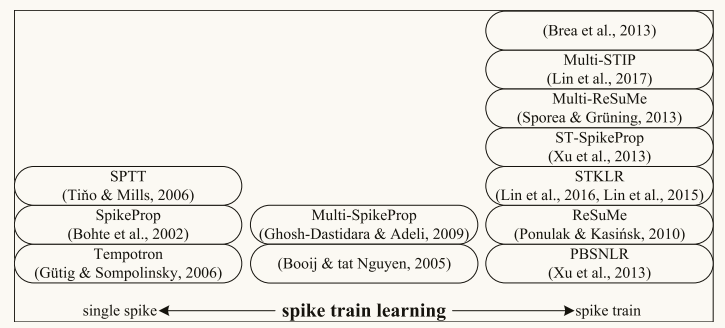 (Brea et al., 2013)
Multi-STIP
(Lin et al., 2017)
Multi-ReSuMe
(Sporea & Grüning, 2013)
ST-SpikeProp
(Xu et al., 2013)
SPTT
(Tiňo & Mills, 2006)
STKLR
(Lin et al., 2016, Lin et al., 2015)
SpikeProp
(Bohte et al., 2002)
Multi-SpikeProp
(Ghosh-Dastidara & Adeli, 2009)
ReSuMe
(Ponulak & Kasińsk, 2010)
Tempotron
(Gütig & Sompolinsky, 2006)
(Booij & tat Nguyen, 2005)
PBSNLR
(Xu et al., 2013)
single spike spike train learning spike train